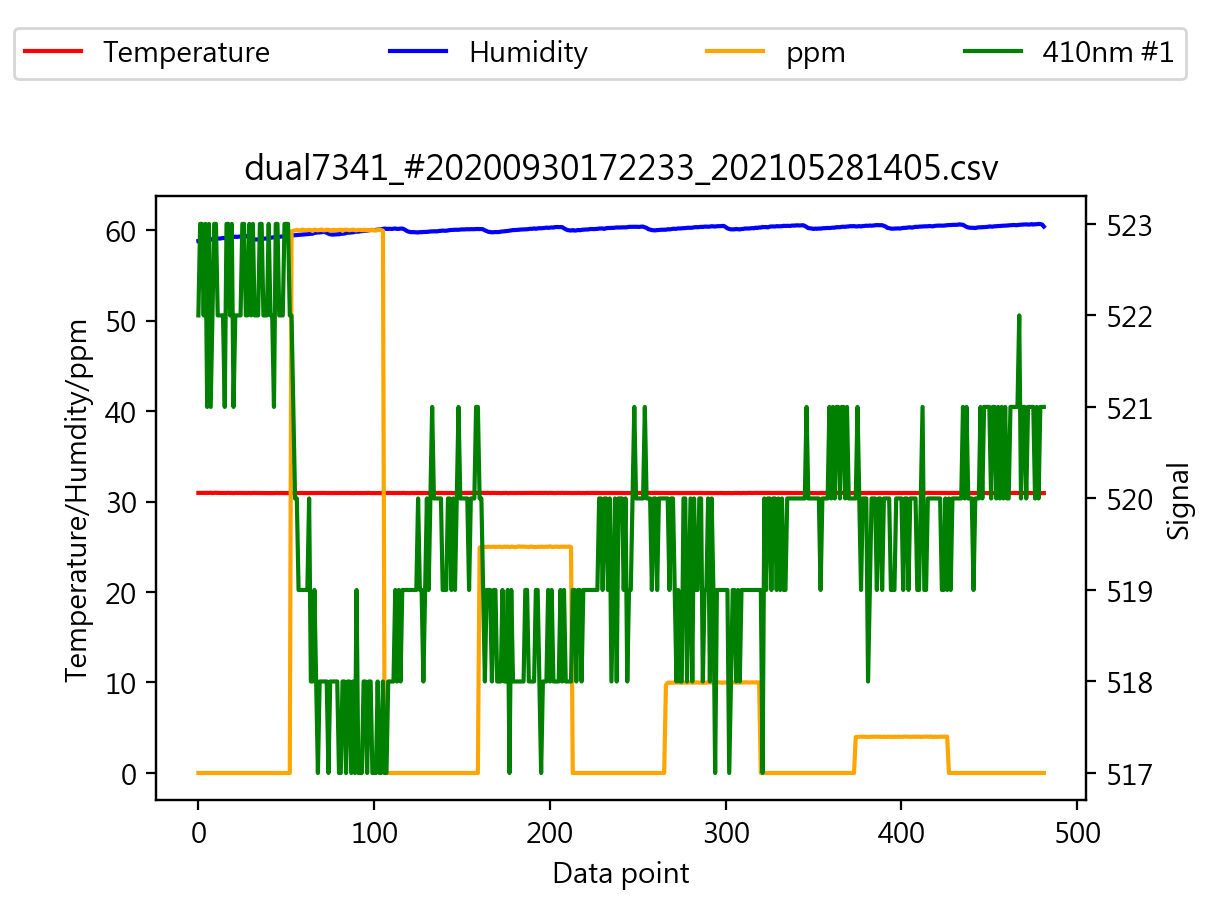 Temperature Humidity ppm 410nm #1
dual7341_#20200930172233_202105281405.csv
60
50
40
30
20
10
0
Temperature/Humdity/ppm
523
522
521
520
519
518
517
Signal
0 100 200 300 400 500
Data point